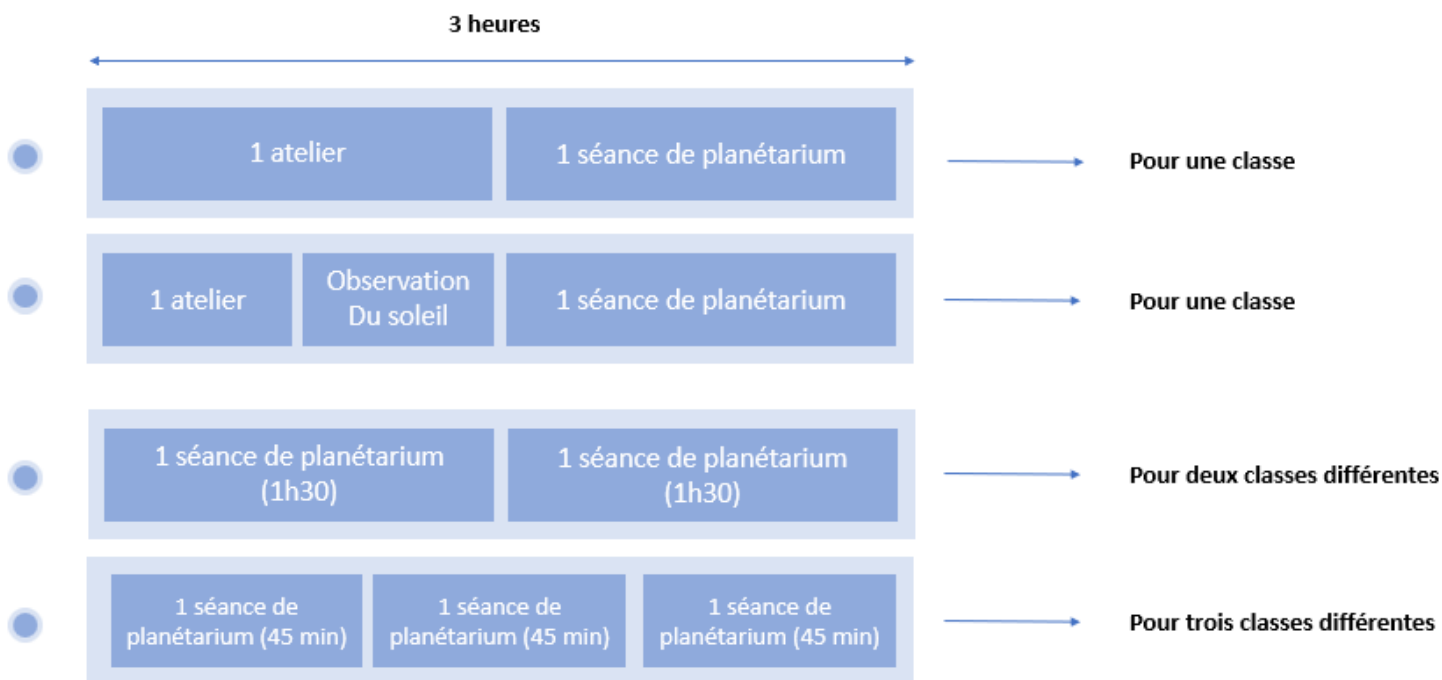 3 heures
1 atelier
1 séance de planétarium
Pour une classe
1 atelier
Observation
Du soleil
1 séance de planétarium
Pour une classe
1 séance de planétarium
(1h30)
1 séance de planétarium
(1h30)
Pour deux classes différentes
1 séance de
planétarium (45 min)
1 séance de
planétarium (45 min)
1 séance de
planétarium (45 min)
Pour trois classes différentes